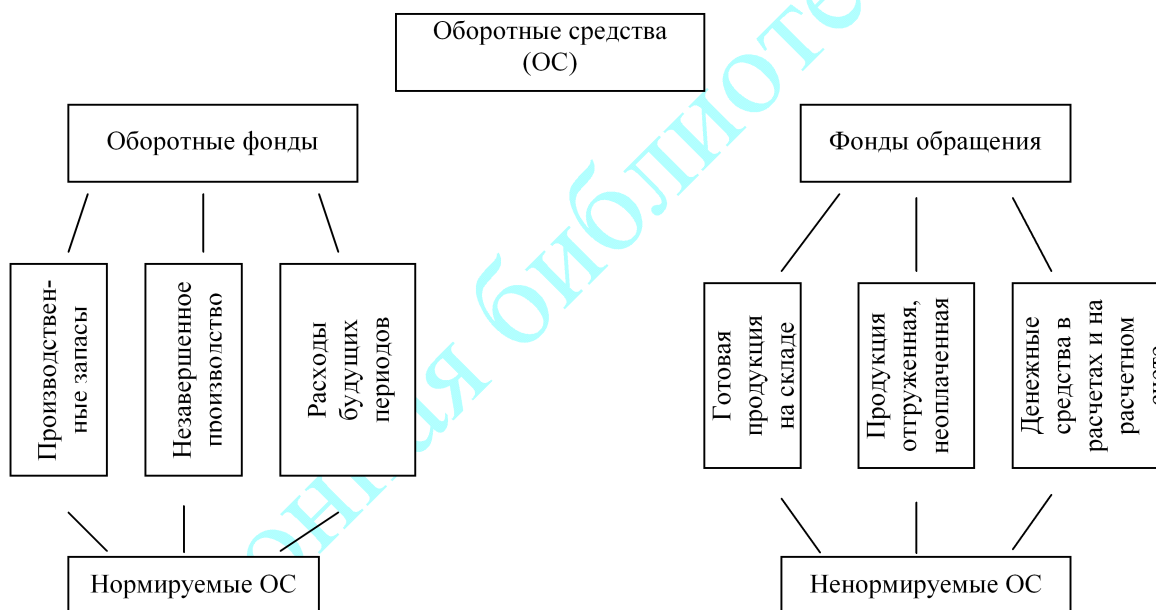 Оборотные средства
(ОС)
Оборотные фонды
Фонды обращения
Производствен-
ные запасы
Незавершенное
производство
Расходы
будущих
периодов
Готовая
продукция
на складе
Продукция
отгруженная,
неоплаченная
Денежные
средства в
расчетах и на
расчетном
Нормируемые ОС
Ненормируемые ОС